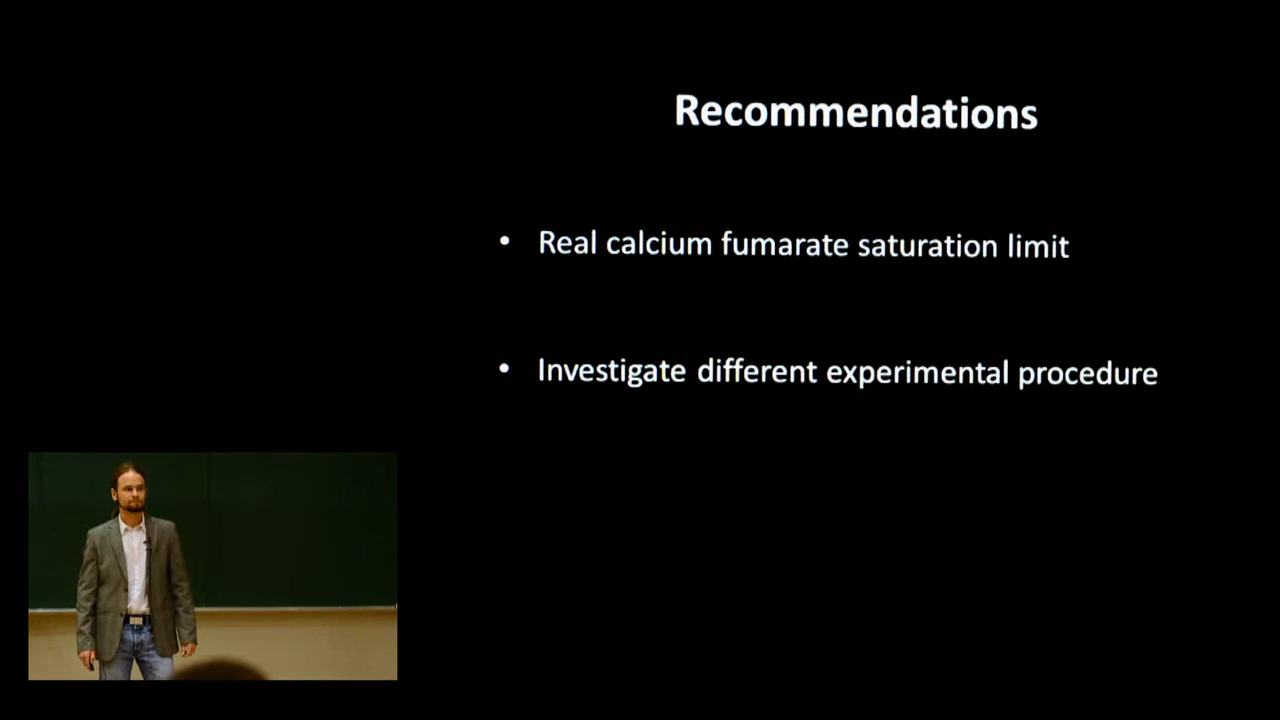 Recommendations
• Real calcium fumarate saturation limit
• Investigate different experimental procedure